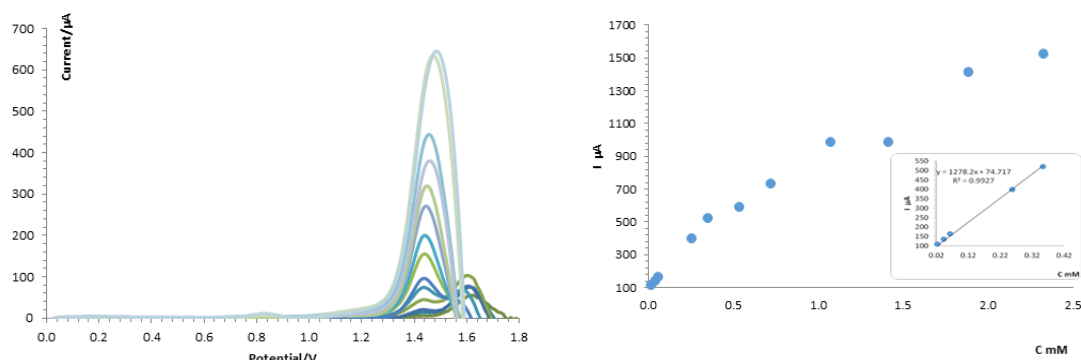 700
600
500
400
300
200
100
0
Current/µA
0.0 0.2 0.4 0.6 0.8 1.0 1.2 1.4 1.6 1.8
Potential/V
1700
1500
1300
1100
900
700
500
300
100
I µA
0.0 0.5 1.0 1.5 2.0 2.5
C mM
550
500
450
400
350
300
250
200
150
100
I µA
y = 1278.2x + 74.717
R² = 0.9927
0.02 0.12 0.22 0.32 0.42
C mM